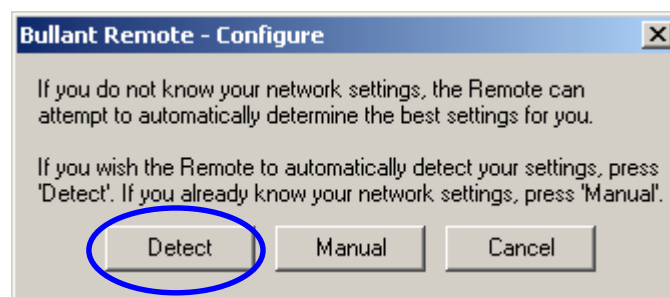 Bullant Remote - Configure
If you do not know your network settings, the Remote can
attempt to automatically determine the best settings for you.
If you wish the Remote to automatically detect your settings, press
'Detect'. If you already know your network settings, press 'Manual'.
Detect Manual Cancel